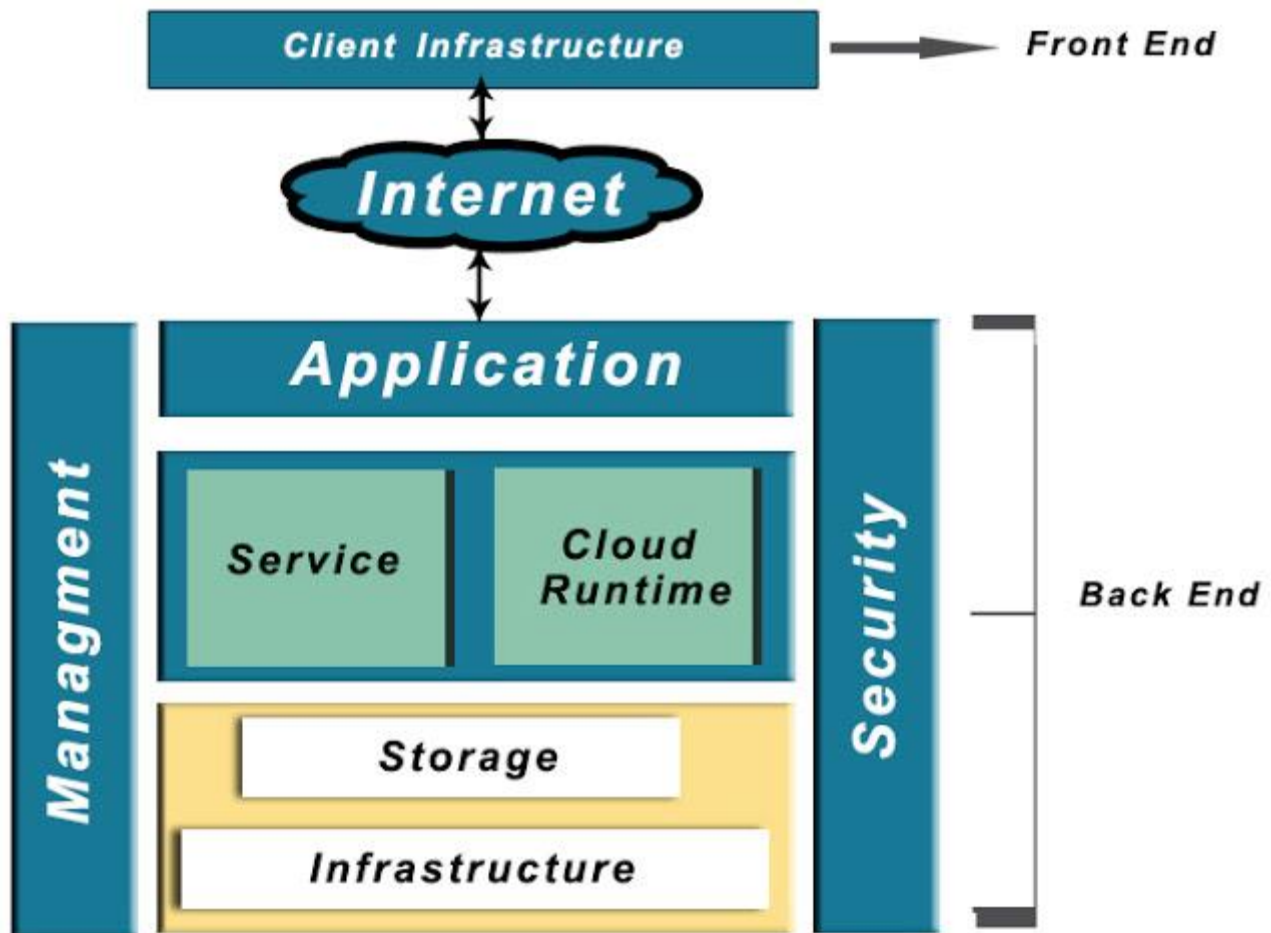 Client Infrastructure
Front End
Internet
Application
Managment
Service
Cloud
Runtime
Security
Back End
Storage
Infrastructure